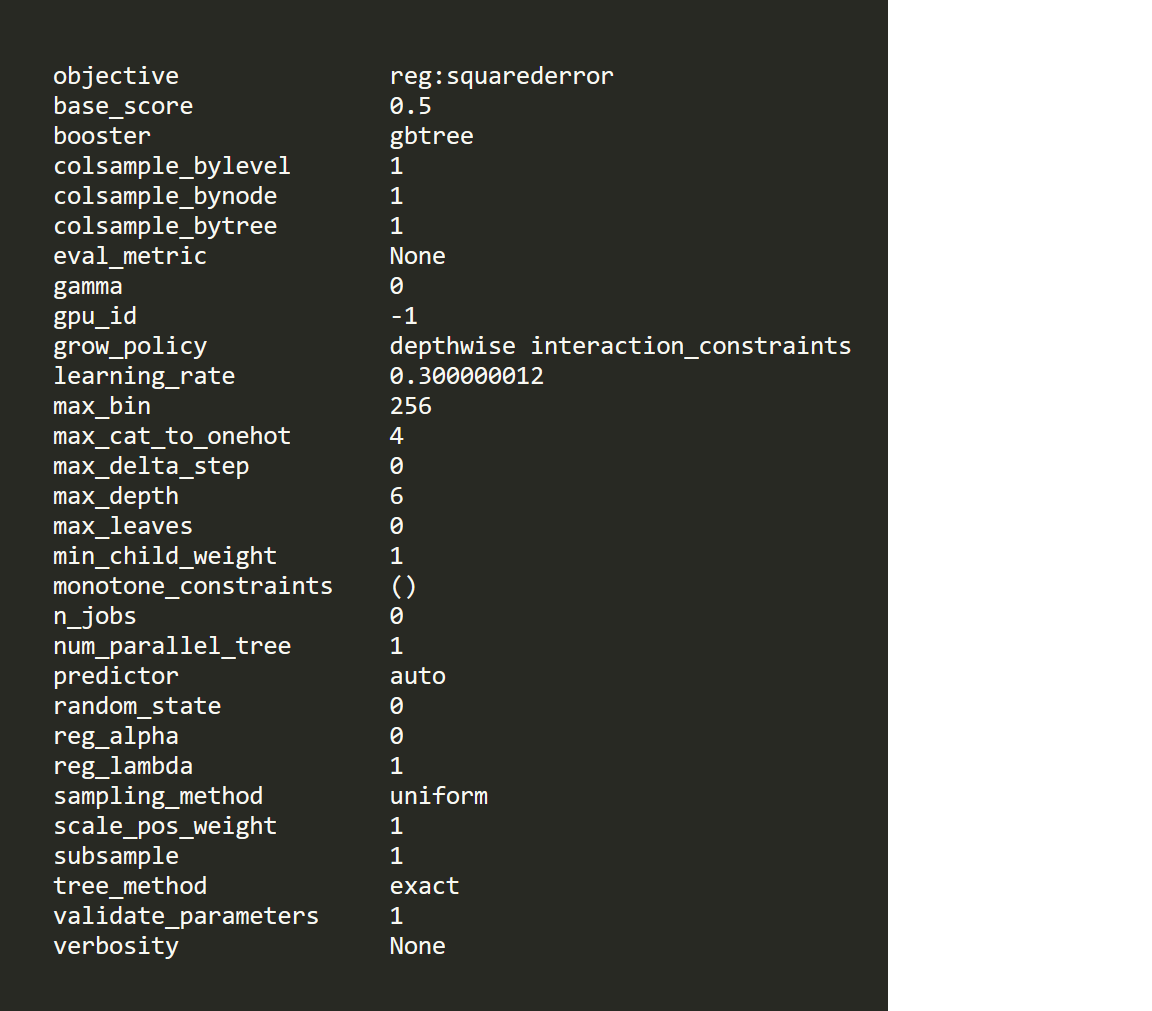 objective reg:squarederror
base_score 0.5
booster gbtree
colsample_bylevel 1
colsample_bynode 1
colsample_bytree 1
eval_metric None
gamma 0
gpu_id -1
grow_policy depthwise interaction_constraints
learning_rate 0.300000012
max_bin 256
max_cat_to_onehot 4
max_delta_step 0
max_depth 6
max_leaves 0
min_child_weight 1
monotone_constraints ()
n_jobs 0
num_parallel_tree 1
predictor auto
random_state 0
reg_alpha 0
reg_lambda 1
sampling_method uniform
scale_pos_weight 1
subsample 1
tree_method exact
validate_parameters 1
verbosity None